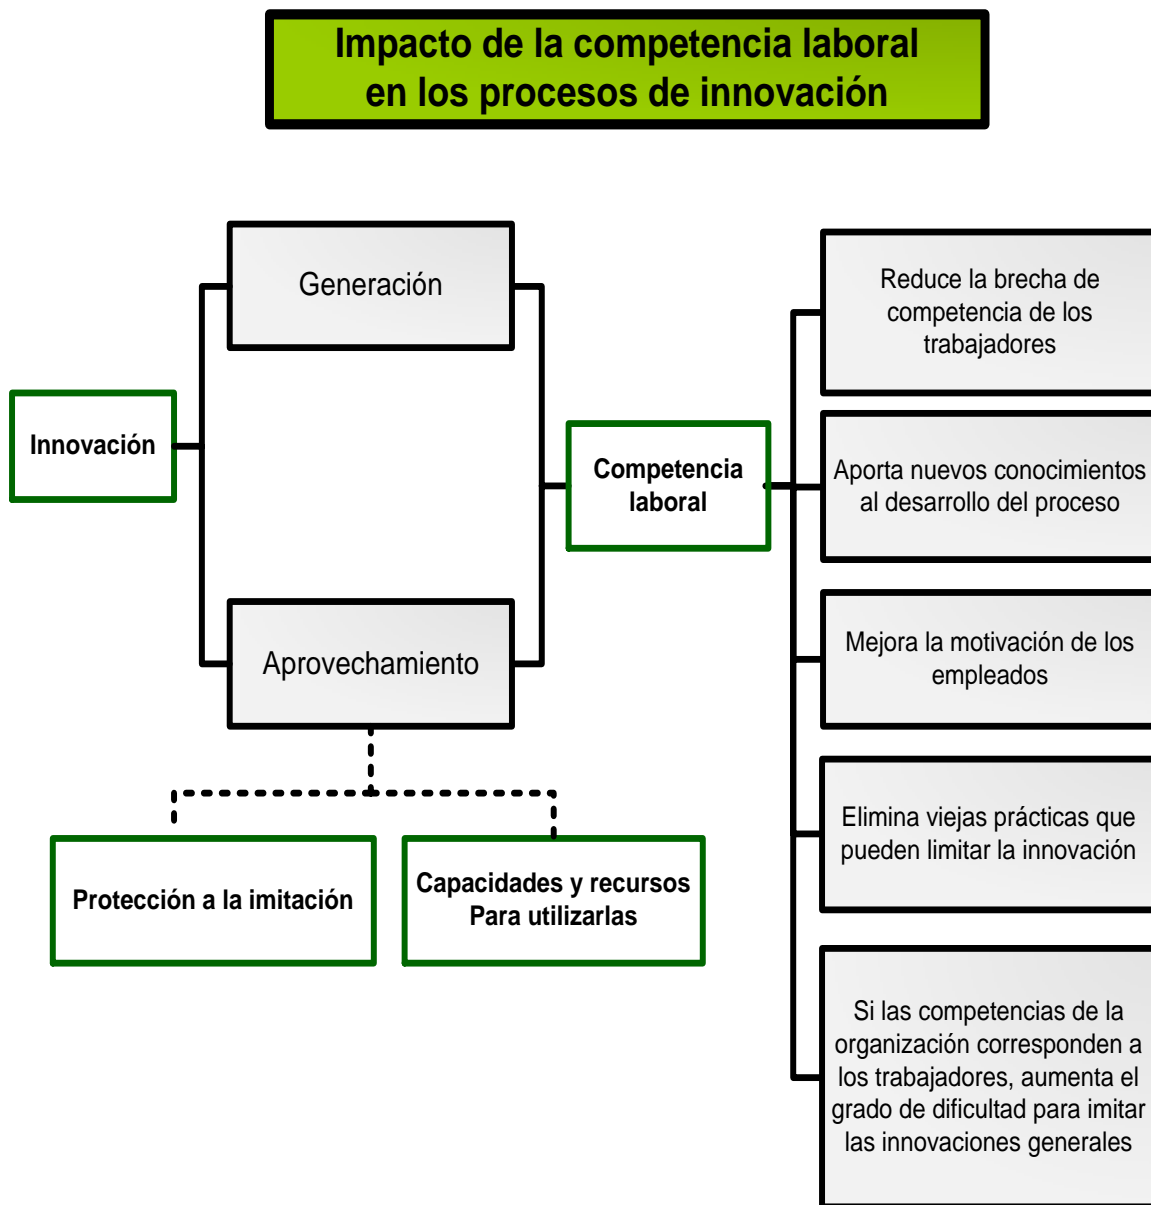 Impacto de la competencia laboral
en los procesos de innovación
Generación
Innovación
Aprovechamiento
Protección a la imitación
Capacidades y recursos
Para utilizarlas
Competencia
laboral
Reduce la brecha de
competencia de los
trabajadores
Aporta nuevos conocimientos
al desarrollo del proceso
Mejora la motivación de los
empleados
Elimina viejas prácticas que
pueden limitar la innovación
Si las competencias de la
organización corresponden a
los trabajadores, aumenta el
grado de dificultad para imitar
las innovaciones generales